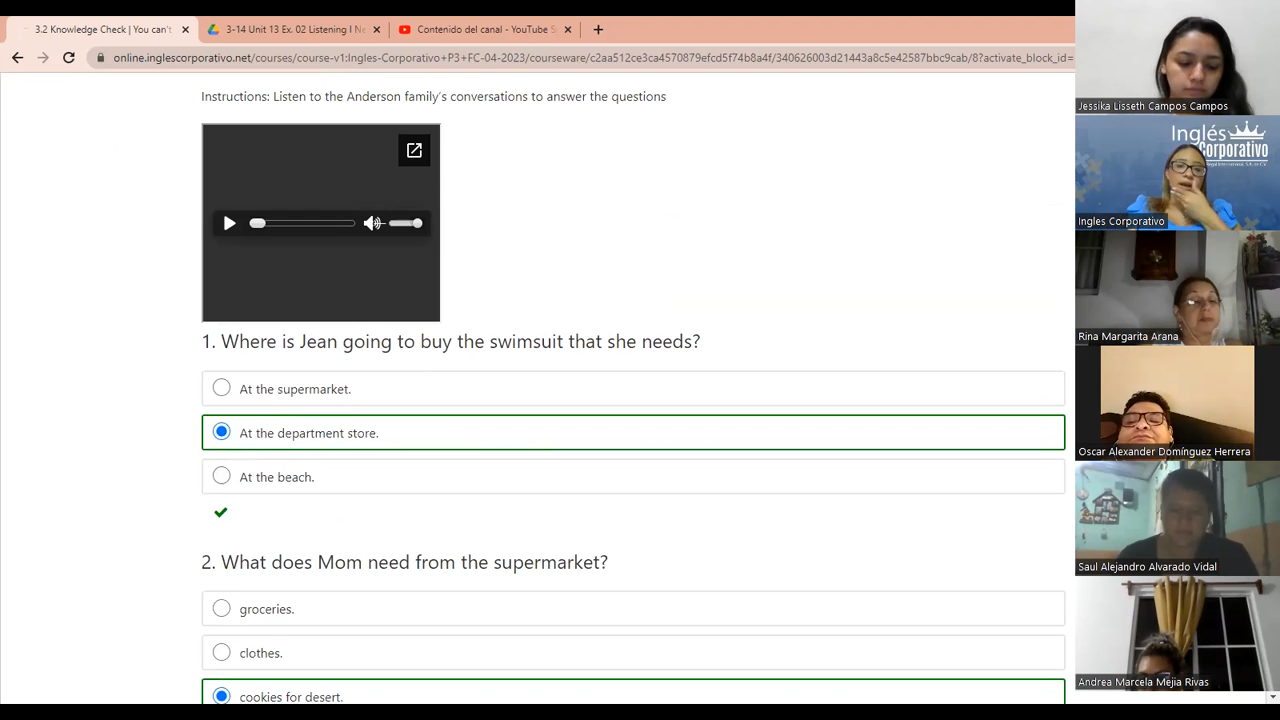 3.2 Knowledge Check | You can't
3-14 Unit 13 Ex. 02 Listening I Ne
Contenido del canal - YouTube S
online.inglescorporativo.net/courses/course-v1:Ingles-Corporativo+P3+FC-04-2023/courseware/c2aa512ce3ca4570879efcd5f74b8a4f/340626003d21443a8c5e42587bbc9cab/8?activate_block_id=
Instructions: Listen to the Anderson family's conversations to answer the questions
1. Where is Jean going to buy the swimsuit that she needs?
At the supermarket.
At the department store.
At the beach.
2. What does Mom need from the supermarket?
groceries.
clothes.
cookies for desert.
Jessika Lisseth Campos Campos
Inglés
Corporativo
Ingles Corporativo
Rina Margarita Arana
Oscar Alexander Domínguez Herrera
Saul Alejandro Alvarado Vidal
Andrea Marcela Mejia Rivas